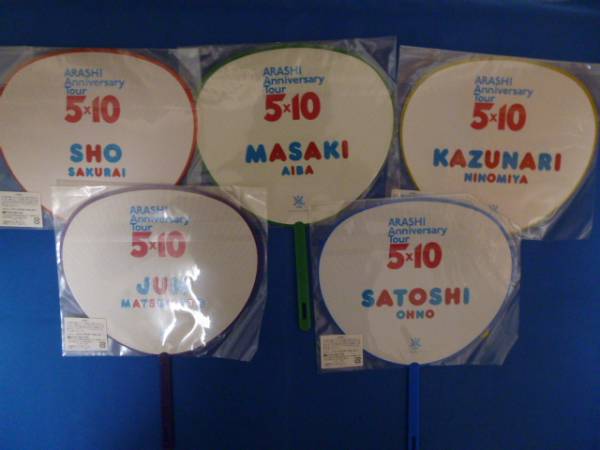 ARASHI
Anniversary
Tour
5×10
SHO
SAKURAI
ARASHI
Anniversary
Tour
5×10
MASAKI
AIBA
ARASHI
Anniversary
Tour
5×10
KAZUNARI
NINOMIYA
ARASHI
Anniversary
Tour
5×10
JUN
MATSUMOTO
ARASHI
Anniversary
Tour
5×10
SATOSHI
OHNO